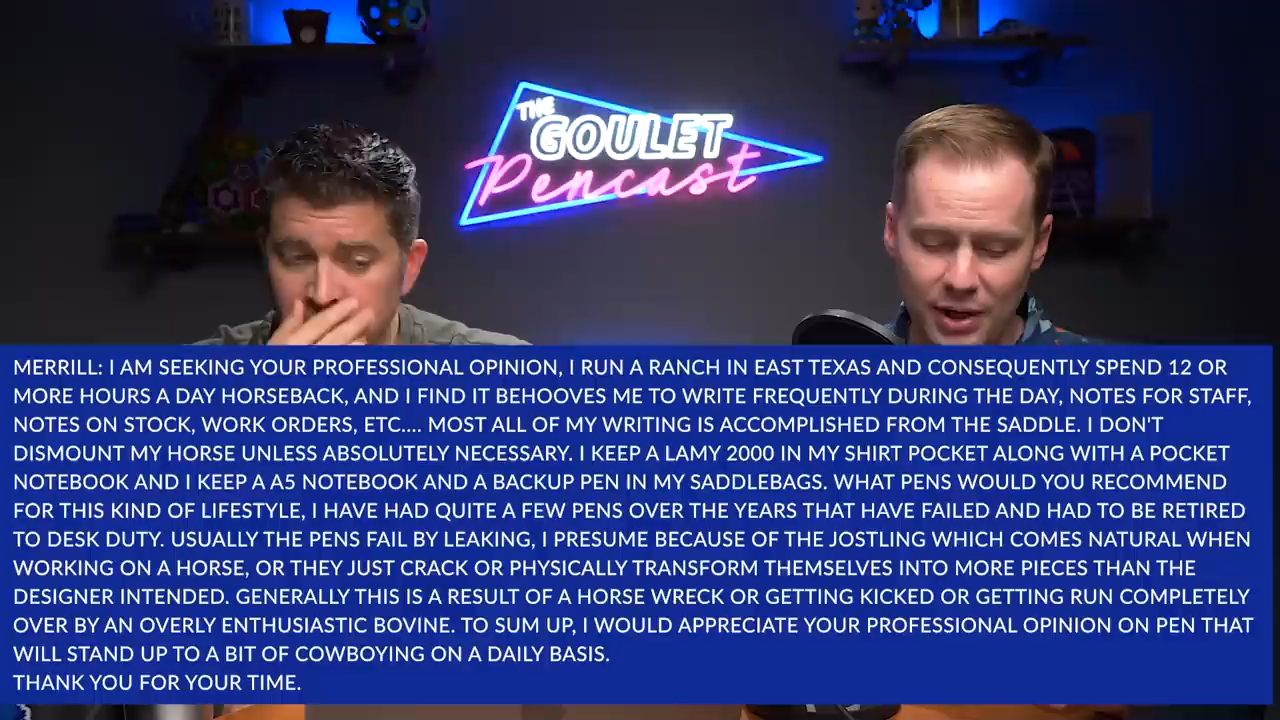 THE
GOULET
Pencast
MERRILL: I AM SEEKING YOUR PROFESSIONAL OPINION, I RUN A RANCH IN EAST TEXAS AND CONSEQUENTLY SPEND 12 OR
MORE HOURS A DAY HORSEBACK, AND I FIND IT BEHOOVES ME TO WRITE FREQUENTLY DURING THE DAY, NOTES FOR STAFF,
NOTES ON STOCK, WORK ORDERS, ETC.... MOST ALL OF MY WRITING IS ACCOMPLISHED FROM THE SADDLE. I DON'T
DISMOUNT MY HORSE UNLESS ABSOLUTELY NECESSARY. I KEEP A LAMY 2000 IN MY SHIRT POCKET ALONG WITH A POCKET
NOTEBOOK AND I KEEP A A5 NOTEBOOK AND A BACKUP PEN IN MY SADDLEBAGS. WHAT PENS WOULD YOU RECOMMEND
FOR THIS KIND OF LIFESTYLE, I HAVE HAD QUITE A FEW PENS OVER THE YEARS THAT HAVE FAILED AND HAD TO BE RETIRED
TO DESK DUTY. USUALLY THE PENS FAIL BY LEAKING, I PRESUME BECAUSE OF THE JOSTLING WHICH COMES NATURAL WHEN
WORKING ON A HORSE, OR THEY JUST CRACK OR PHYSICALLY TRANSFORM THEMSELVES INTO MORE PIECES THAN THE
DESIGNER INTENDED. GENERALLY THIS IS A RESULT OF A HORSE WRECK OR GETTING KICKED OR GETTING RUN COMPLETELY
OVER BY AN OVERLY ENTHUSIASTIC BOVINE. TO SUM UP, I WOULD APPRECIATE YOUR PROFESSIONAL OPINION ON PEN THAT
WILL STAND UP TO A BIT OF COWBOYING ON A DAILY BASIS.
THANK YOU FOR YOUR TIME.